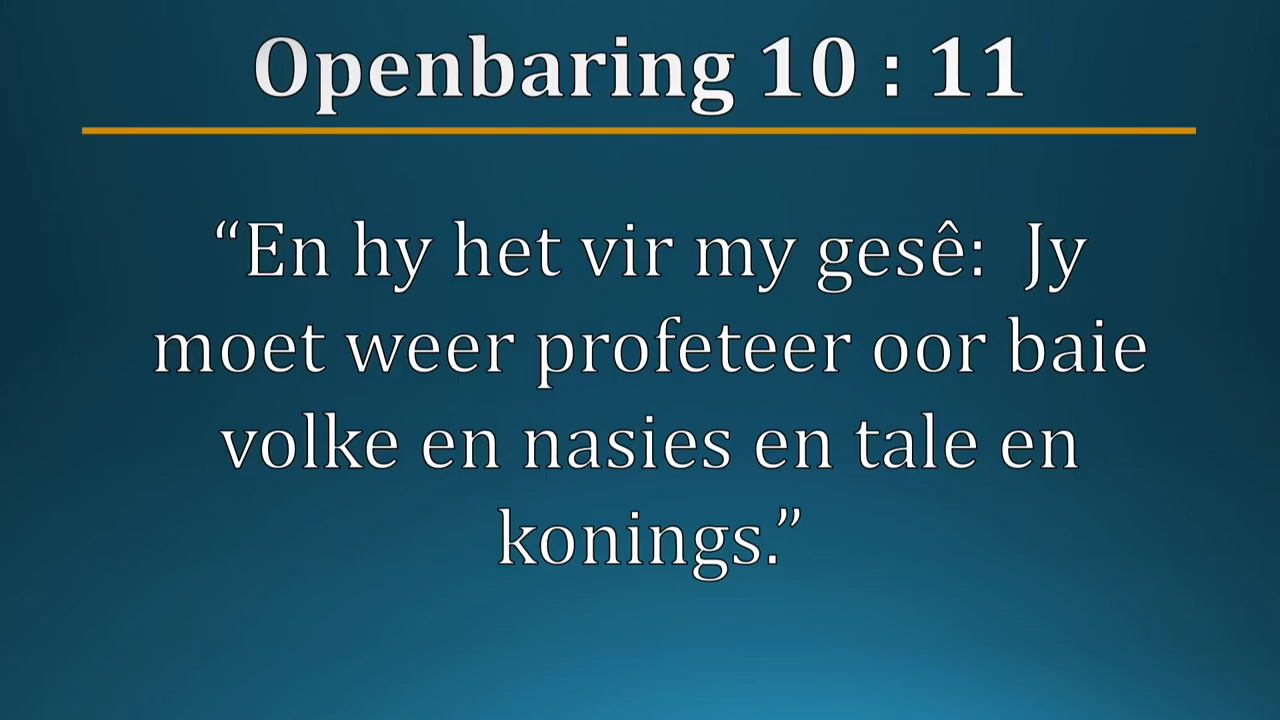 Openbaring 10 : 11
“En hy het vir my gesê:  Jy
moet weer profeteer oor baie
volke en nasies en tale en
konings.”